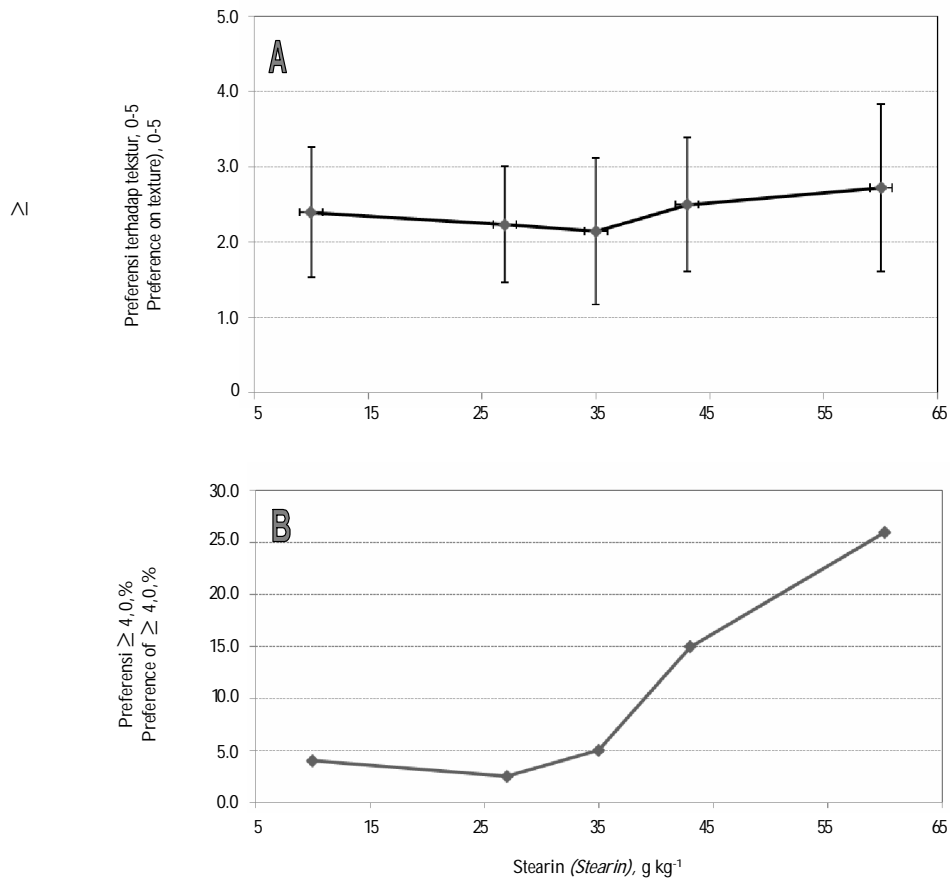 ≥
Preferensi terhadap tekstur, 0-5
Preference on texture), 0-5
A
5.0
4.0
3.0
2.0
1.0
0
5 15 25 35 45 55 65
Preferensi ≥ 4,0,%
Preference of ≥ 4,0,%
B
30.0
25.0
20.0
15.0
10.0
5.0
0.0
5 15 25 35 45 55 65
Stearin (Stearin), g kg-1